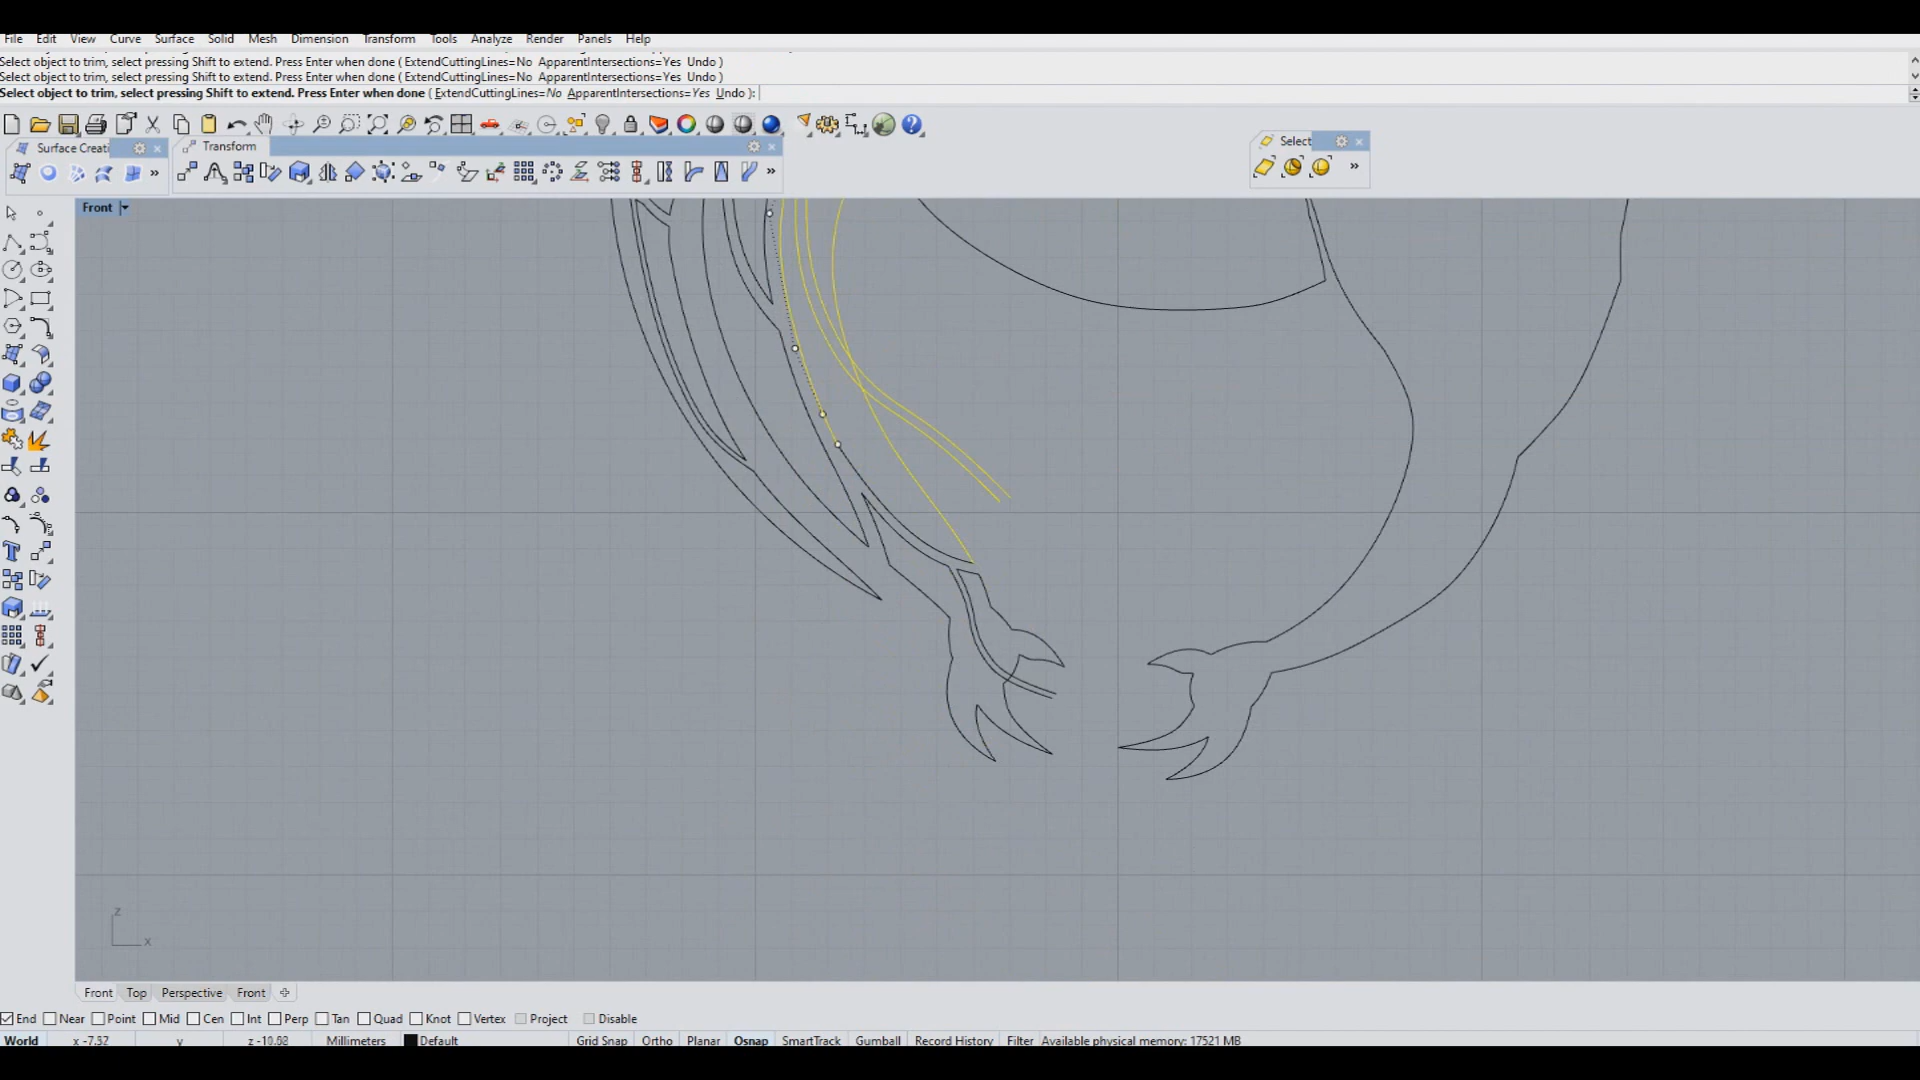 File Edit View Curve Surface Solid Mesh Dimension Transform Tools Analyze Render Panels Help
Select object to trim, select pressing Shift to extend. Press Enter when done ( ExtendCuttingLines=No ApparentIntersections=Yes Undo )
Select object to trim, select pressing Shift to extend. Press Enter when done ( ExtendCuttingLines=No ApparentIntersections=Yes Undo )
Select object to trim, select pressing Shift to extend. Press Enter when done ( ExtendCuttingLines=No ApparentIntersections=Yes Undo ):
Surface Creati Transform Select
Front
z
x
Front Top Perspective Front
End Near Point Mid Cen Int Perp Tan Quad Knot Vertex Project Disable
World x -7.32 y z -10.68 Millimeters Default Grid Snap Ortho Planar Osnap SmartTrack Gumball Record History Filter Available physical memory: 17521 MB